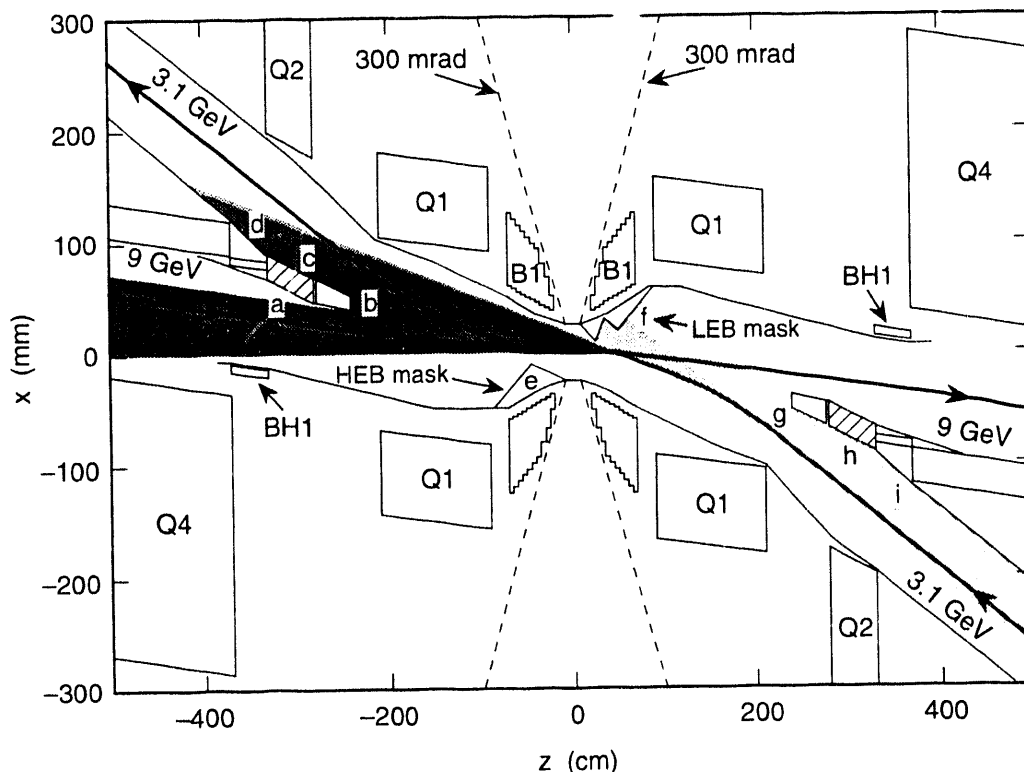 300
200
100
0
−100
−200
−300
x (mm)
−400
−200
0
200
400
z (cm)
3.1 GeV
Q2
300 mrad
300 mrad
Q4
Q1
Q1
B1
B1
BH1
d
c
9 GeV
a
b
f
LEB mask
HEB mask
e
BH1
g
9 GeV
h
i
Q1
Q1
Q4
3.1 GeV
Q2